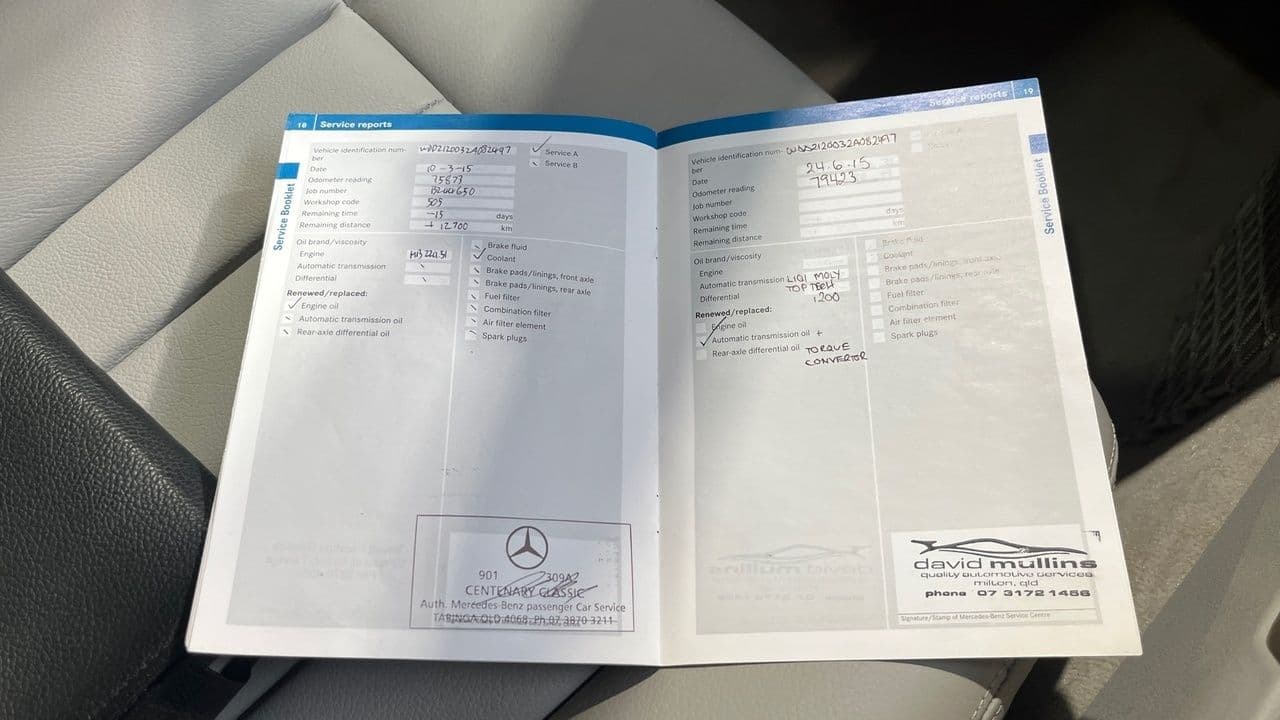 18 Service reports
Service Booklet
Vehicle identification num-
ber
WDD2120032A082497
Date 10-3-15
Odometer reading 75873
Job number
Workshop code 505
Remaining time -15 days
Remaining distance + 12700 km
Service A
Service B
Oil brand/viscosity
Engine MB 229.51
Automatic transmission
Differential
Renewed/replaced:
Engine oil
Automatic transmission oil
Rear-axle differential oil
Brake fluid
Coolant
Brake pads/linings, front axle
Brake pads/linings, rear axle
Fuel filter
Combination filter
Air filter element
Spark plugs
901 309A2
CENTENARY CLASSIC
Auth. Mercedes-Benz passenger Car Service
TARINGA QLD 4068 Ph 07 3870 3211
Service reports 19
Service Booklet
Vehicle identification num-
ber
WDD2120032A082497
Date 24.6.15
Odometer reading 79423
Job number
Workshop code
Remaining time days
Remaining distance km
Oil brand/viscosity
Engine
Automatic transmission LIQI MOLY
Differential TOP TECH
1200
Renewed/replaced:
Engine oil
Automatic transmission oil +
Rear-axle differential oil TORQUE
CONVERTOR
Brake fluid
Coolant
Brake pads/linings, front axle
Brake pads/linings, rear axle
Fuel filter
Combination filter
Air filter element
Spark plugs
david mullins
quality automotive services
milton, qld
phone 07 3172 1456
Signature/Stamp of Mercedes-Benz Service Centre